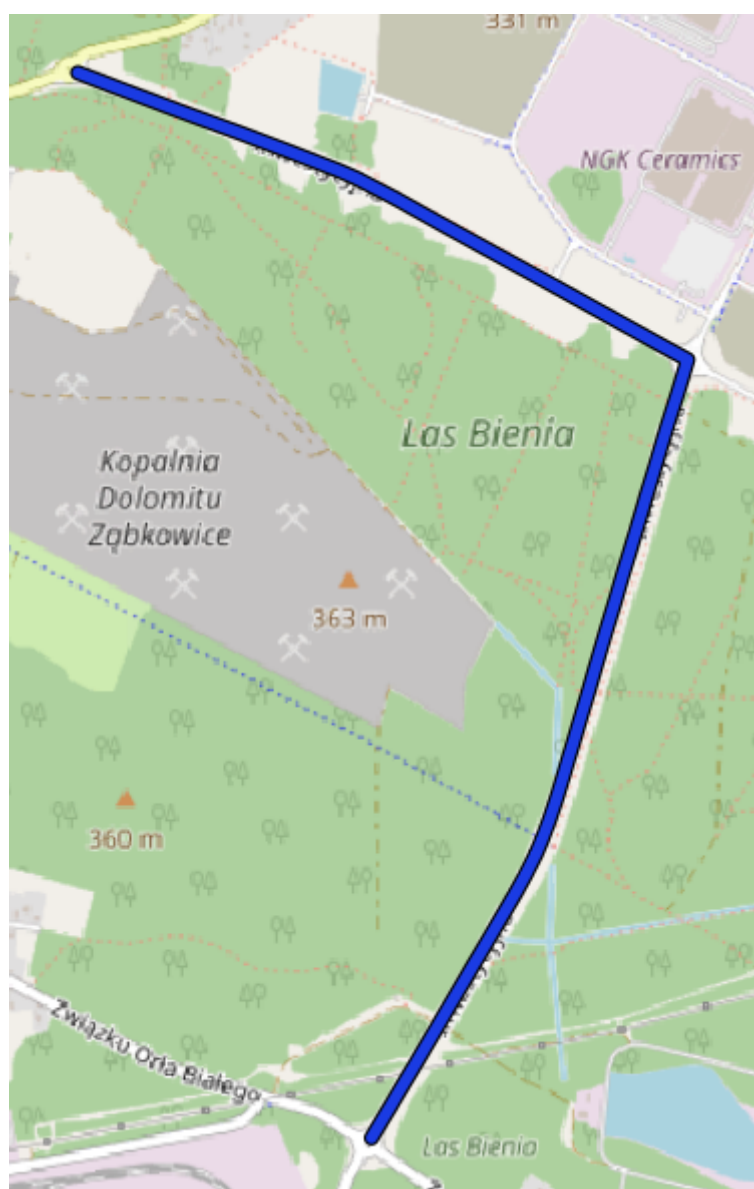 331 m
NGK Ceramics
Las Bienia
Kopalnia
Dolomitu
Ząbkowice
363 m
360 m
Związku Orła Białego
Las Bienia